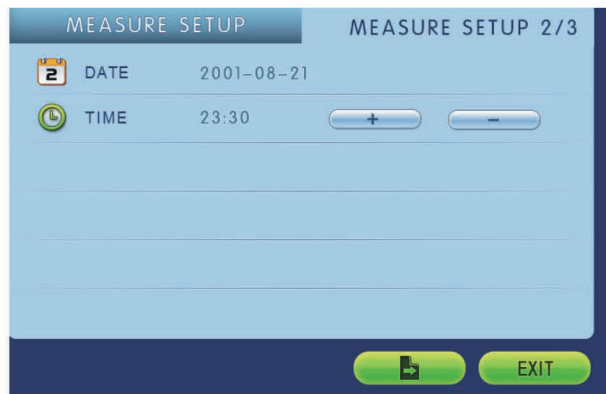 MEASURE SETUP MEASURE SETUP 2/3
2 DATE 2001-08-21
TIME 23:30 + -
EXIT